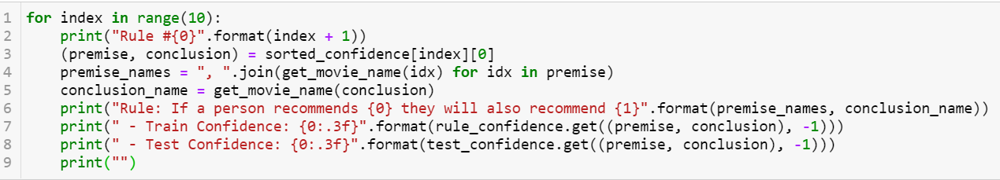 1 for index in range(10):
2     print("Rule #{0}".format(index + 1))
3     (premise, conclusion) = sorted_confidence[index][0]
4     premise_names = ", ".join(get_movie_name(idx) for idx in premise)
5     conclusion_name = get_movie_name(conclusion)
6     print("Rule: If a person recommends {0} they will also recommend {1}".format(premise_names, conclusion_name))
7     print(" - Train Confidence: {0:.3f}".format(rule_confidence.get((premise, conclusion), -1)))
8     print(" - Test Confidence: {0:.3f}".format(test_confidence.get((premise, conclusion), -1)))
9     print("")